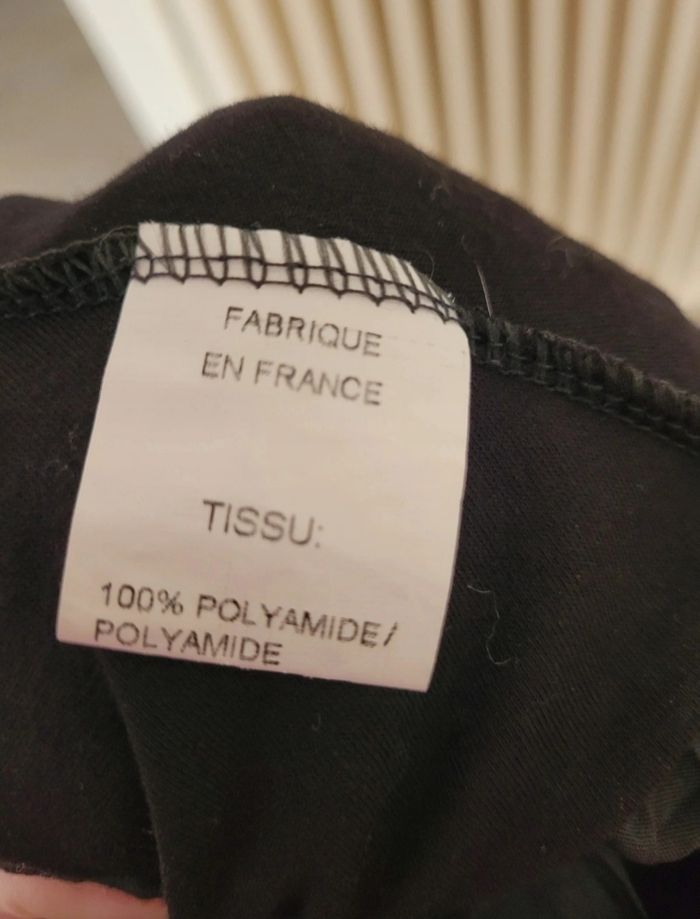 FABRIQUE
EN FRANCE
TISSU:
100% POLYAMIDE/
POLYAMIDE